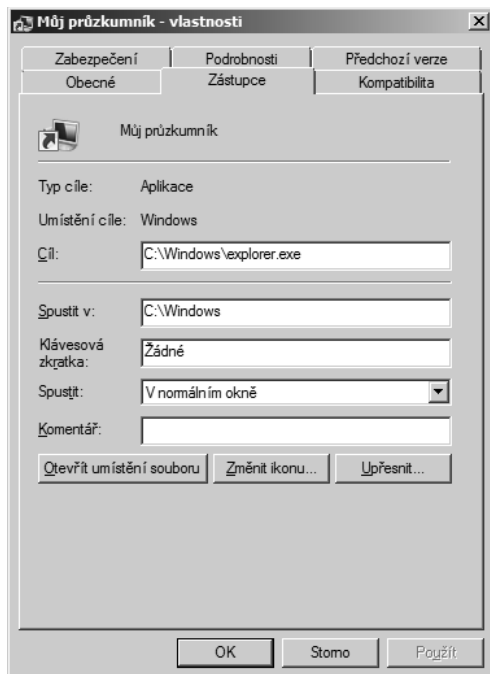 Můj průzkumník - vlastnosti
Zabezpečení Podrobnosti Předchozí verze
Obecné Zástupce Kompatibilita
Můj průzkumník
Typ cíle: Aplikace
Umístění cíle: Windows
Cíl: C:\Windows\explorer.exe
Spustit v: C:\Windows
Klávesová
zkratka: Žádné
Spustit: V normálním okně
Komentář:
Otevřít umístění souboru Změnit ikonu... Upřesnit...
OK Storno Použít